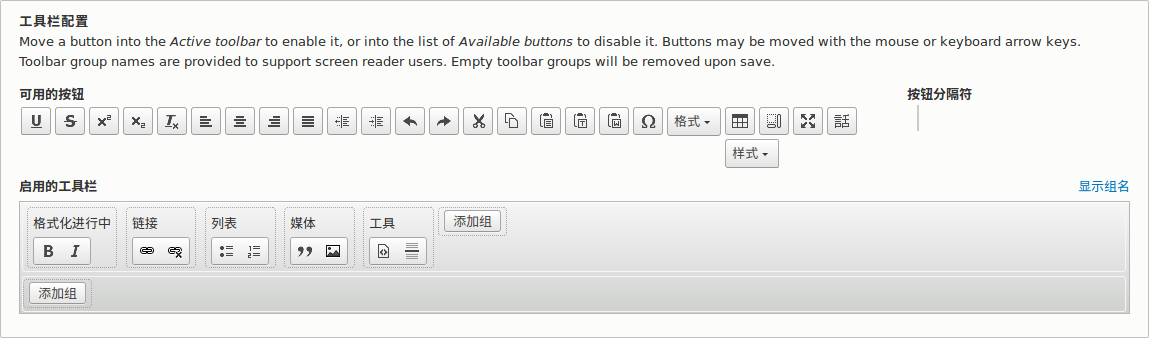 工具栏配置
Move a button into the Active toolbar to enable it, or into the list of Available buttons to disable it. Buttons may be moved with the mouse or keyboard arrow keys.
Toolbar group names are provided to support screen reader users. Empty toolbar groups will be removed upon save.
可用的按钮 按钮分隔符
U S x² x₂ Tx Ω 格式 話
样式
启用的工具栏 显示组名
格式化进行中 链接 列表 媒体 工具 添加组
B I
添加组